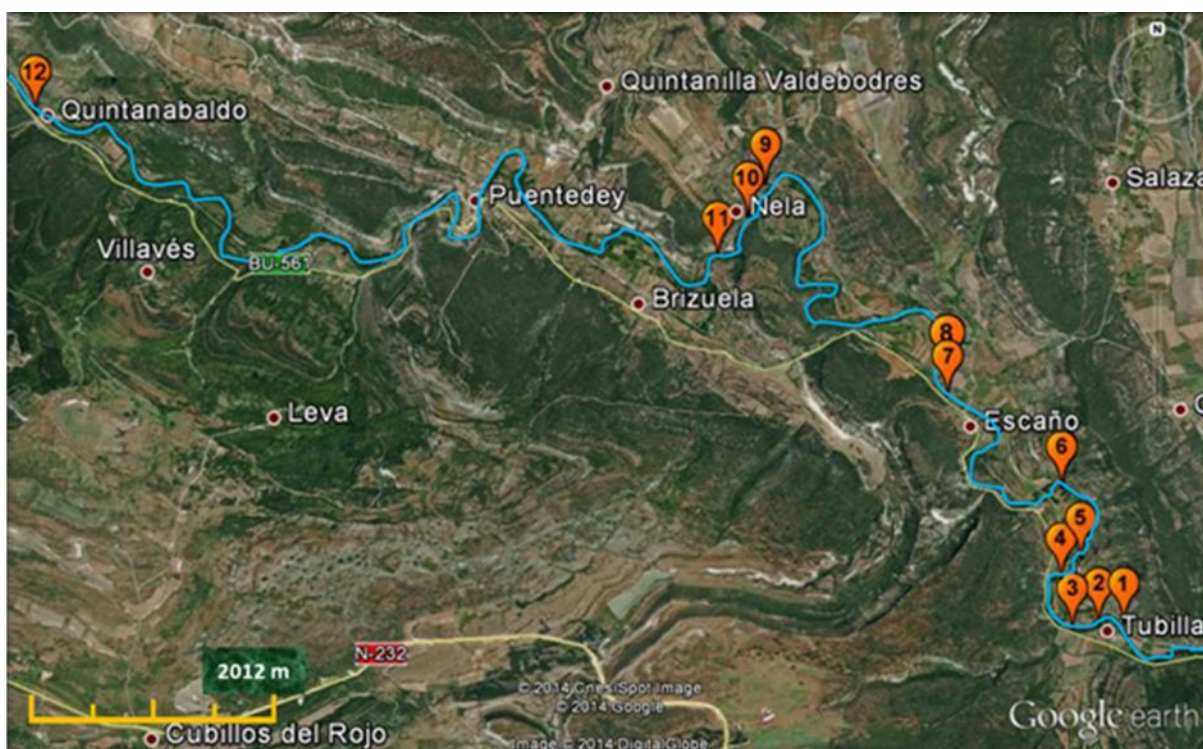 N
12
Quintanabaldo
Quintanilla Valdebodres
9
10
Nela
11
Puentedey
Salaza
Villavés
BU-561
Brizuela
8
7
Leva
Escaño
6
5
4
3
2
1
Tubilla
N-232
2012 m
© 2014 Cnes/Spot Image
© 2014 Google
Image © 2014 DigitalGlobe
Cubillos del Rojo
Google earth